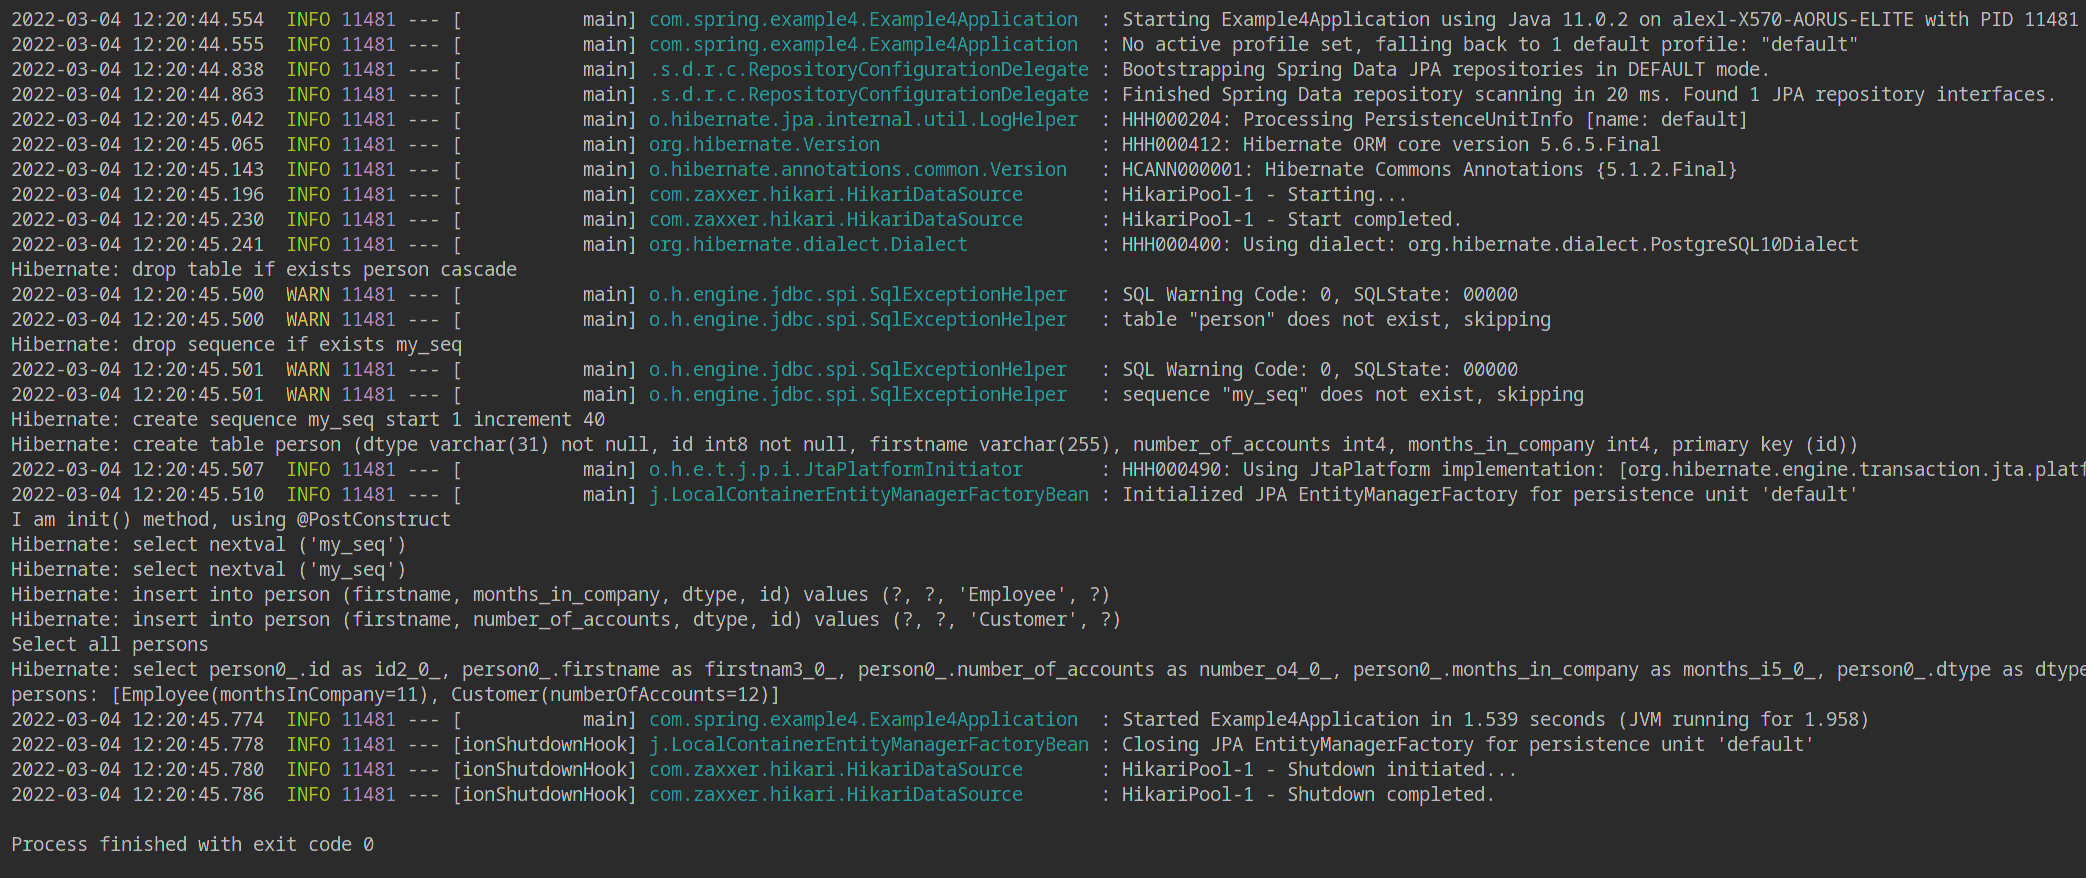 2022-03-04 12:20:44.554  INFO 11481 --- [           main] com.spring.example4.Example4Application  : Starting Example4Application using Java 11.0.2 on alexl-X570-AORUS-ELITE with PID 11481
2022-03-04 12:20:44.555  INFO 11481 --- [           main] com.spring.example4.Example4Application  : No active profile set, falling back to 1 default profile: "default"
2022-03-04 12:20:44.838  INFO 11481 --- [           main] .s.d.r.c.RepositoryConfigurationDelegate : Bootstrapping Spring Data JPA repositories in DEFAULT mode.
2022-03-04 12:20:44.863  INFO 11481 --- [           main] .s.d.r.c.RepositoryConfigurationDelegate : Finished Spring Data repository scanning in 20 ms. Found 1 JPA repository interfaces.
2022-03-04 12:20:45.042  INFO 11481 --- [           main] o.hibernate.jpa.internal.util.LogHelper  : HHH000204: Processing PersistenceUnitInfo [name: default]
2022-03-04 12:20:45.065  INFO 11481 --- [           main] org.hibernate.Version                    : HHH000412: Hibernate ORM core version 5.6.5.Final
2022-03-04 12:20:45.143  INFO 11481 --- [           main] o.hibernate.annotations.common.Version   : HCANN000001: Hibernate Commons Annotations {5.1.2.Final}
2022-03-04 12:20:45.196  INFO 11481 --- [           main] com.zaxxer.hikari.HikariDataSource       : HikariPool-1 - Starting...
2022-03-04 12:20:45.230  INFO 11481 --- [           main] com.zaxxer.hikari.HikariDataSource       : HikariPool-1 - Start completed.
2022-03-04 12:20:45.241  INFO 11481 --- [           main] org.hibernate.dialect.Dialect            : HHH000400: Using dialect: org.hibernate.dialect.PostgreSQL10Dialect
Hibernate: drop table if exists person cascade
2022-03-04 12:20:45.500  WARN 11481 --- [           main] o.h.engine.jdbc.spi.SqlExceptionHelper   : SQL Warning Code: 0, SQLState: 00000
2022-03-04 12:20:45.500  WARN 11481 --- [           main] o.h.engine.jdbc.spi.SqlExceptionHelper   : table "person" does not exist, skipping
Hibernate: drop sequence if exists my_seq
2022-03-04 12:20:45.501  WARN 11481 --- [           main] o.h.engine.jdbc.spi.SqlExceptionHelper   : SQL Warning Code: 0, SQLState: 00000
2022-03-04 12:20:45.501  WARN 11481 --- [           main] o.h.engine.jdbc.spi.SqlExceptionHelper   : sequence "my_seq" does not exist, skipping
Hibernate: create sequence my_seq start 1 increment 40
Hibernate: create table person (dtype varchar(31) not null, id int8 not null, firstname varchar(255), number_of_accounts int4, months_in_company int4, primary key (id))
2022-03-04 12:20:45.507  INFO 11481 --- [           main] o.h.e.t.j.p.i.JtaPlatformInitiator       : HHH000490: Using JtaPlatform implementation: [org.hibernate.engine.transaction.jta.platf
2022-03-04 12:20:45.510  INFO 11481 --- [           main] j.LocalContainerEntityManagerFactoryBean : Initialized JPA EntityManagerFactory for persistence unit 'default'
I am init() method, using @PostConstruct
Hibernate: select nextval ('my_seq')
Hibernate: select nextval ('my_seq')
Hibernate: insert into person (firstname, months_in_company, dtype, id) values (?, ?, 'Employee', ?)
Hibernate: insert into person (firstname, number_of_accounts, dtype, id) values (?, ?, 'Customer', ?)
Select all persons
Hibernate: select person0_.id as id2_0_, person0_.firstname as firstnam3_0_, person0_.number_of_accounts as number_o4_0_, person0_.months_in_company as months_i5_0_, person0_.dtype as dtype
persons: [Employee(monthsInCompany=11), Customer(numberOfAccounts=12)]
2022-03-04 12:20:45.774  INFO 11481 --- [           main] com.spring.example4.Example4Application  : Started Example4Application in 1.539 seconds (JVM running for 1.958)
2022-03-04 12:20:45.778  INFO 11481 --- [ionShutdownHook] j.LocalContainerEntityManagerFactoryBean : Closing JPA EntityManagerFactory for persistence unit 'default'
2022-03-04 12:20:45.780  INFO 11481 --- [ionShutdownHook] com.zaxxer.hikari.HikariDataSource       : HikariPool-1 - Shutdown initiated...
2022-03-04 12:20:45.786  INFO 11481 --- [ionShutdownHook] com.zaxxer.hikari.HikariDataSource       : HikariPool-1 - Shutdown completed.
Process finished with exit code 0